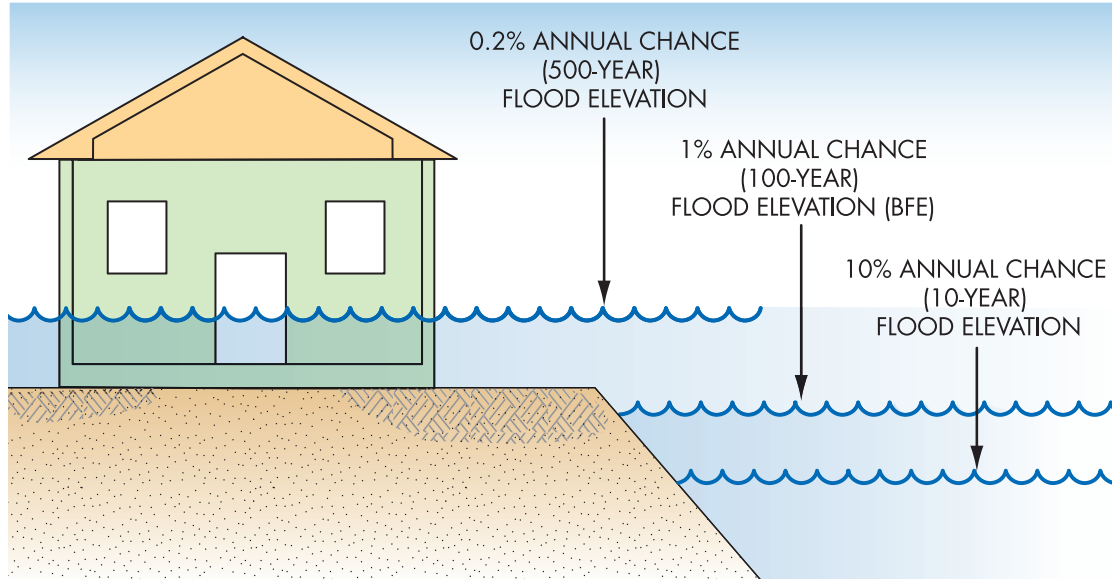 0.2% ANNUAL CHANCE
(500-YEAR)
FLOOD ELEVATION
1% ANNUAL CHANCE
(100-YEAR)
FLOOD ELEVATION (BFE)
10% ANNUAL CHANCE
(10-YEAR)
FLOOD ELEVATION